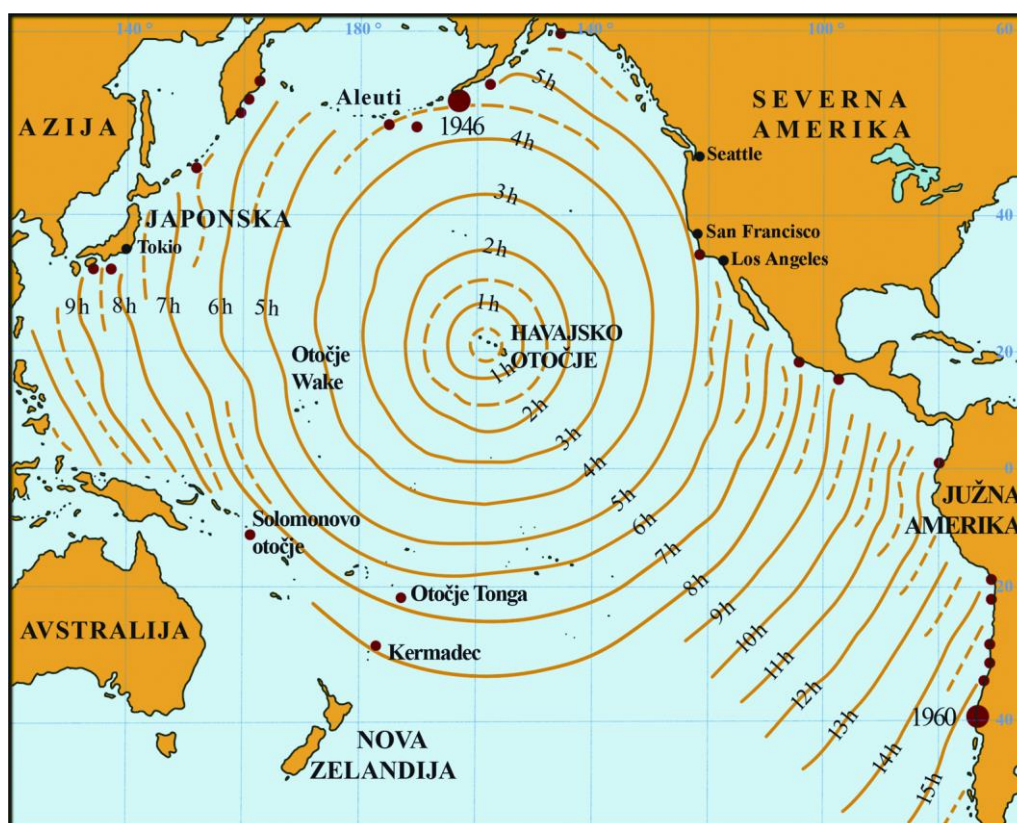 140 °
180 °
140 °
100 °
60
5h
Aleuti
SEVERNA
AMERIKA
AZIJA
1946
4h
Seattle
3h
JAPONSKA
40
San Francisco
Tokio
2h
Los Angeles
9h
8h
7h
6h
5h
1h
HAVAJSKO
OTOČJE
Otočje
Wake
20
1h
2h
3h
4h
0
5h
JUŽNA
AMERIKA
Solomonovo
otočje
6h
7h
8h
20
Otočje Tonga
9h
AVSTRALIJA
10h
Kermadec
11h
12h
1960
40
13h
NOVA
ZELANDIJA
14h
15h